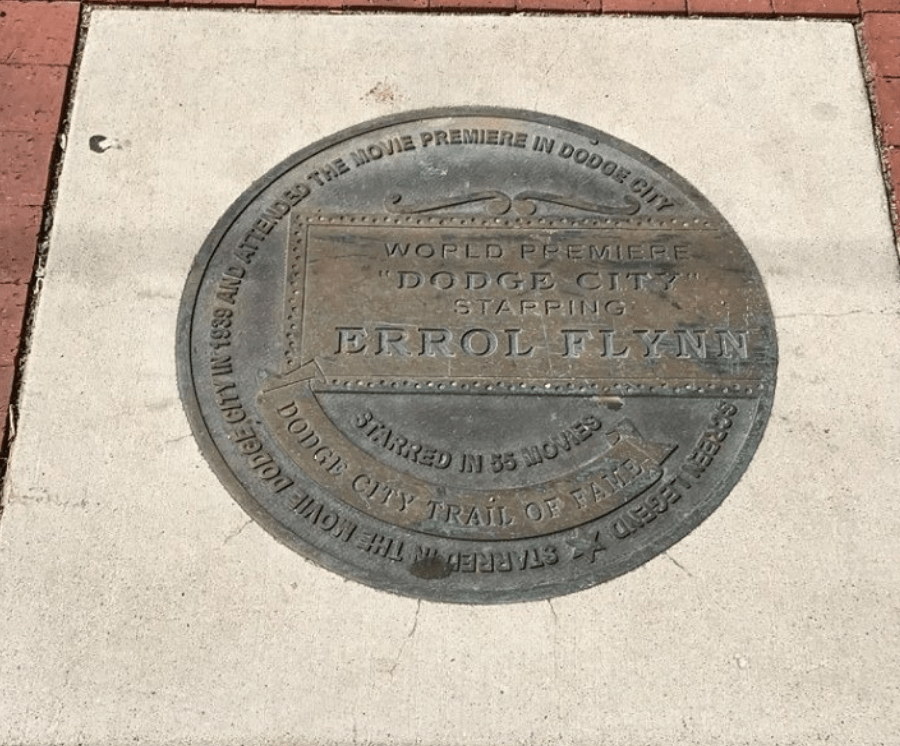 SCREEN LEGEND ★ STARRED IN THE MOVIE DODGE CITY IN 1939 AND ATTENDED THE MOVIE PREMIERE IN DODGE CITY
WORLD PREMIERE
"DODGE CITY"
STARRING
ERROL FLYNN
STARRED IN 55 MOVIES
DODGE CITY TRAIL OF FAME